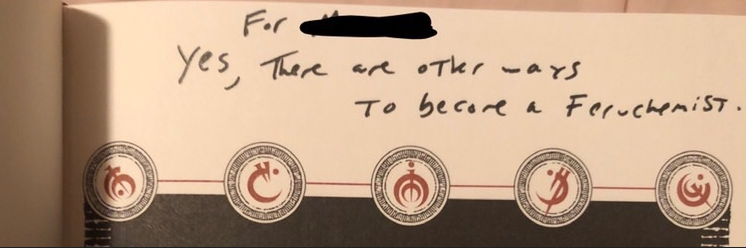 For
Yes, There are other ways
To become a Feruchemist.